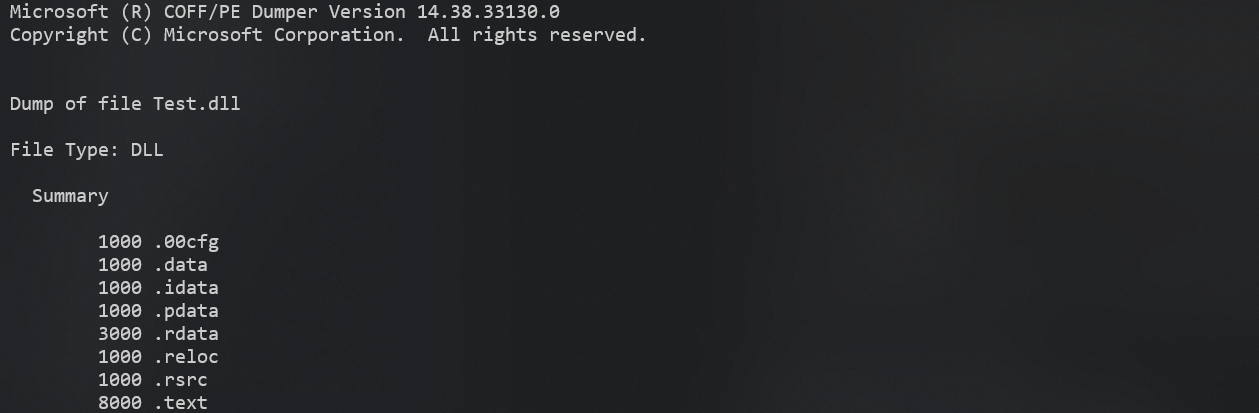 Microsoft (R) COFF/PE Dumper Version 14.38.33130.0
Copyright (C) Microsoft Corporation.  All rights reserved.
Dump of file Test.dll
File Type: DLL
Summary
1000 .00cfg
1000 .data
1000 .idata
1000 .pdata
3000 .rdata
1000 .reloc
1000 .rsrc
8000 .text